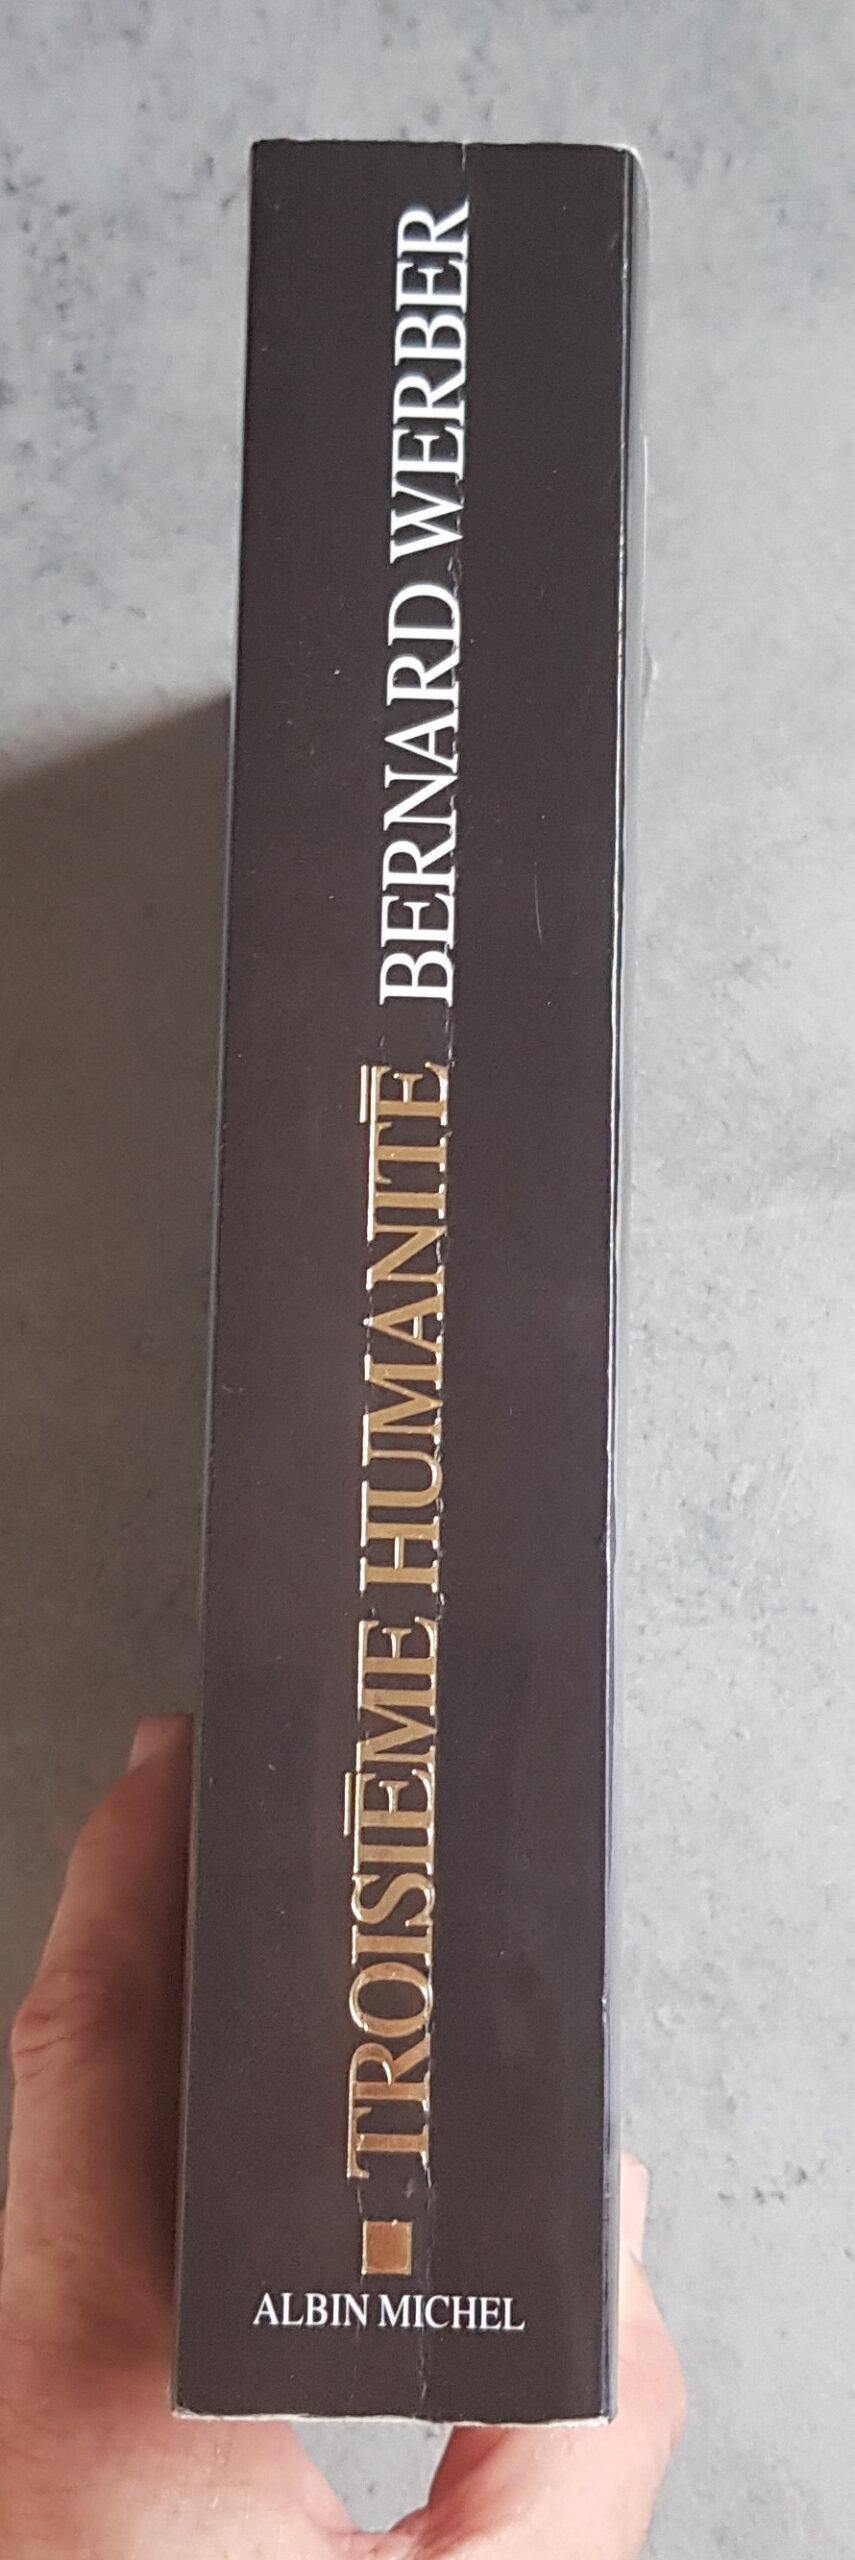 TROISIÈME HUMANITÉ BERNARD WERBER
ALBIN MICHEL